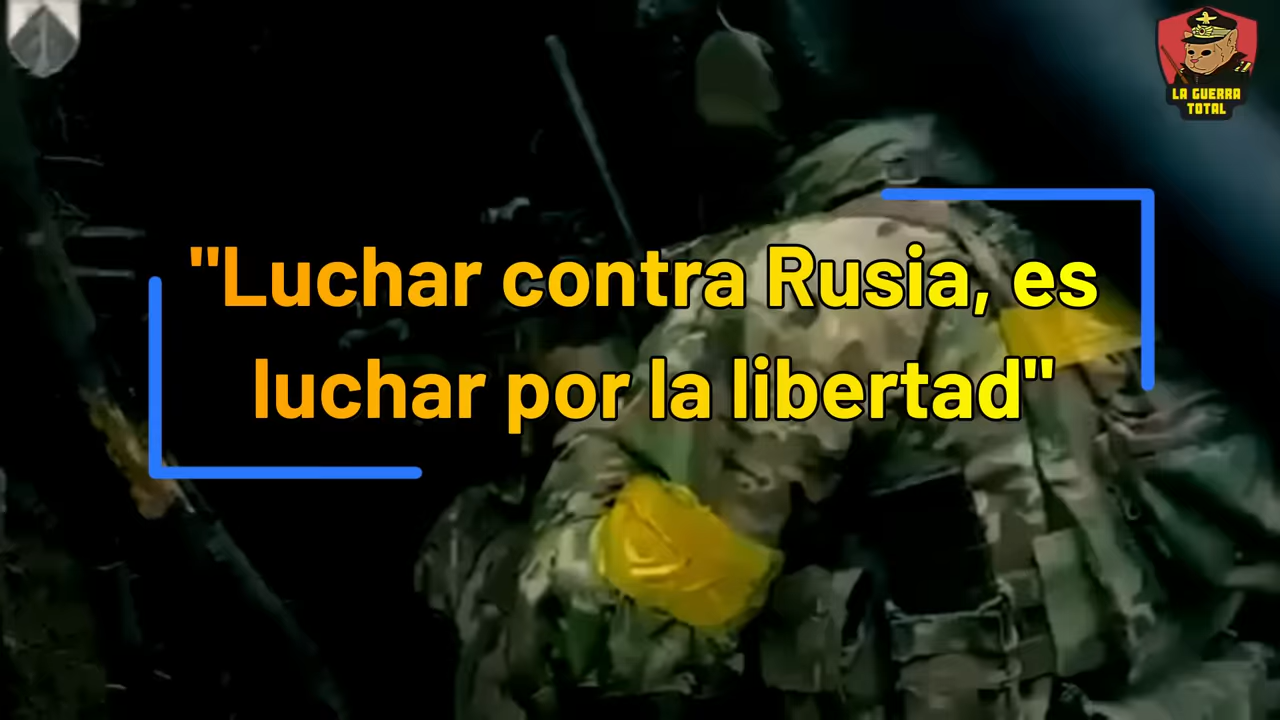 LA GUERRA
TOTAL
"Luchar contra Rusia, es
luchar por la libertad"